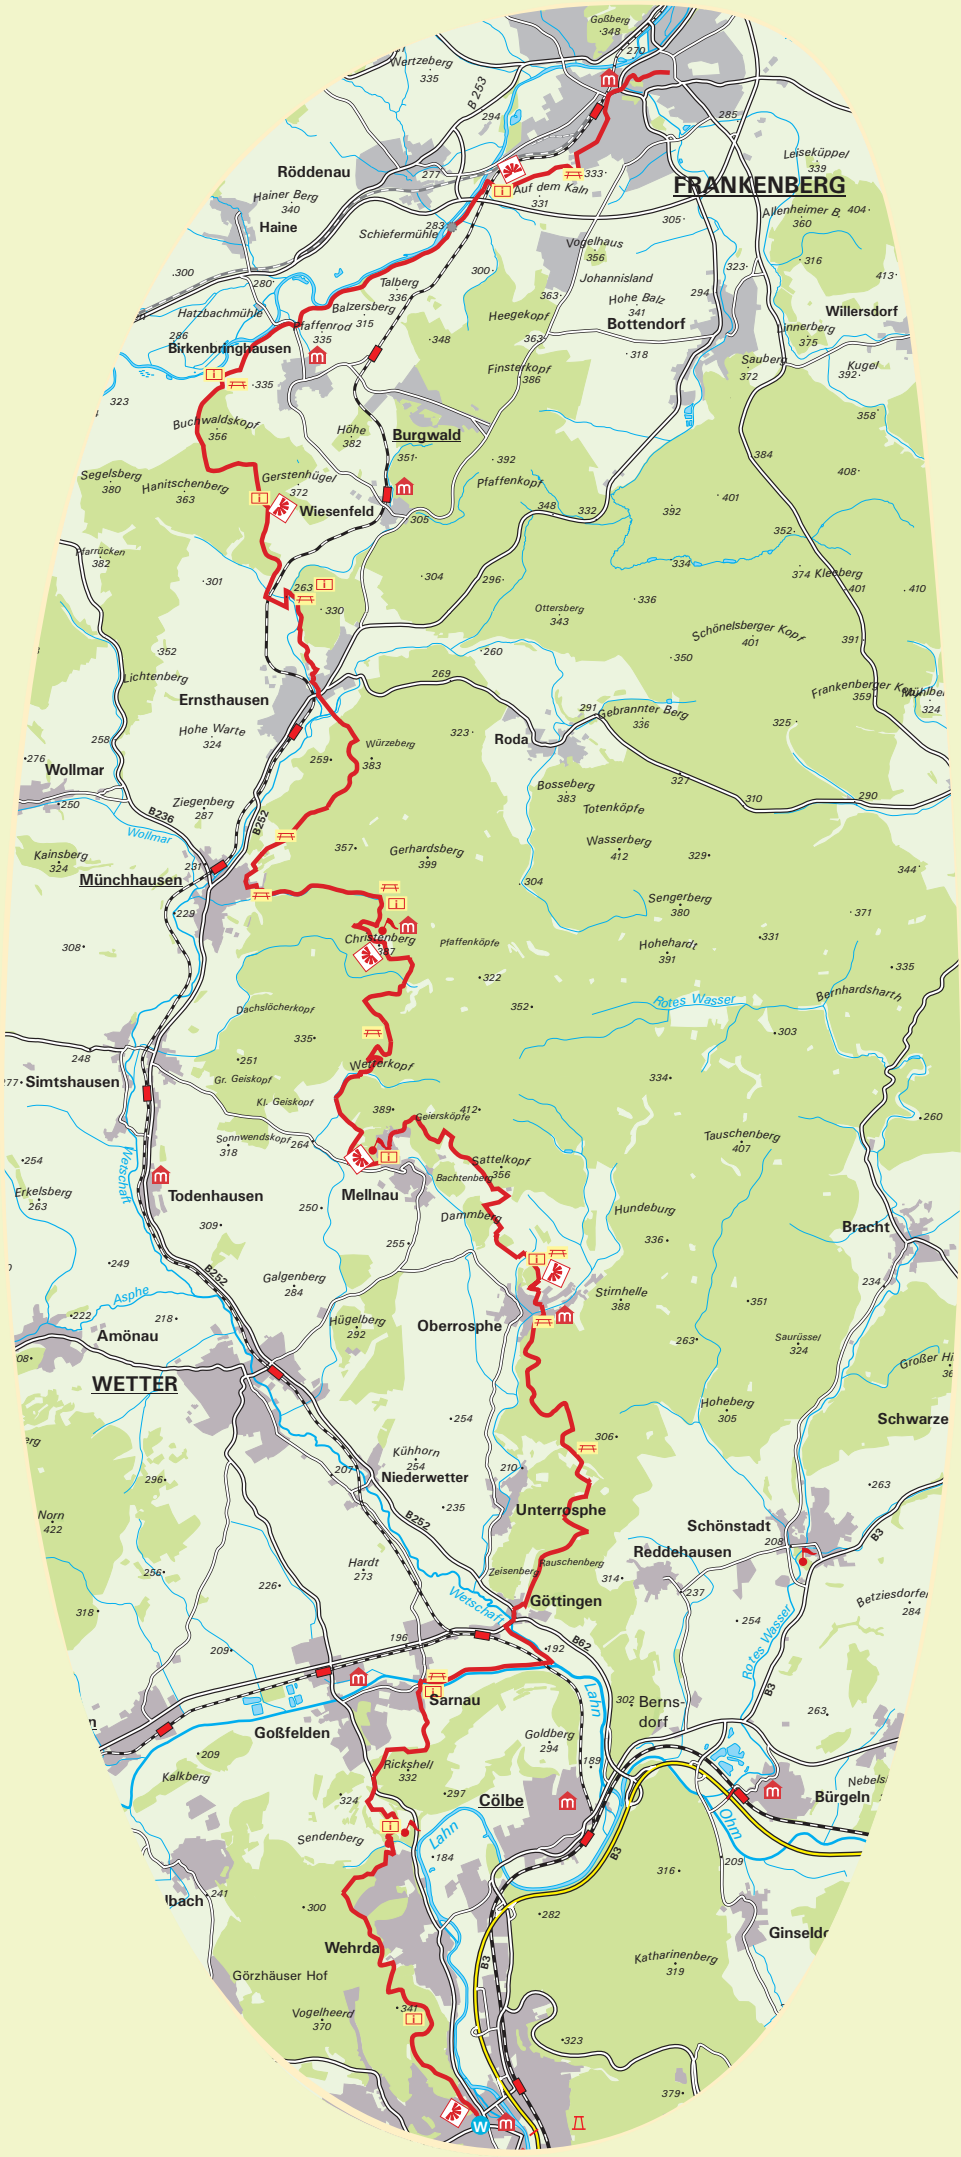 Goßberg
348
270
Wertzeberg
335
B 253
294
285
Leiseküppel
339
Röddenau
277
333
FRANKENBERG
Hainer Berg
340
Auf dem Kaln
331
Allenheimer B.
404
360
Haine
283
Schiefermühle
305
Vogelhaus
356
316
300
280
300
323
413
Talberg
336
363
Johannisland
294
Hatzbachmühle
Balzersberg
315
Hohe Balz
341
Willersdorf
Pfaffenrod
335
Heegekopf
Bottendorf
Linnerberg
375
286
Birkenbringhausen
348
363
318
Sauberg
372
Kugel
392
Finsterkopf
386
335
323
358
Buchwaldskopf
356
Höhe
382
Burgwald
384
351
392
408
Segelsberg
380
Hanitschenberg
363
Gerstenhügel
372
Pfaffenkopf
401
Wiesenfeld
305
348
332
392
352
Pfarrücken
382
334
374
Kleeberg
401
410
301
263
304
296
336
330
Ottersberg
343
Schönelsberger Kopf
401
391
352
260
350
Lichtenberg
269
Ernsthausen
291
Gebrannter Berg
336
Frankenberger Kopf
359
324
Hohe Warte
324
258
323
325
Roda
Würzeberg
383
276
Wollmar
259
327
Bosseberg
383
310
290
250
Ziegenberg
287
B236
B252
Totenköpfe
Wollmar
Wasserberg
412
Kainsberg
324
357
Gerhardsberg
399
329
231
344
Münchhausen
304
Sengerberg
380
229
371
Christenberg
387
Pfaffenköpfe
Hohehardt
391
331
308
322
335
Bernhardsharth
Dachslöcherkopf
352
Rotes Wasser
335
303
248
251
Wetterkopf
277
Simtshausen
Gr. Geiskopf
334
Kl. Geiskopf
389
412
Geiersköpfe
260
Sonnwendskopf
318
264
Tauschenberg
407
254
Wetschaft
Sattelkopf
356
Erkelsberg
263
Todenhausen
Mellnau
Bachtenberg
250
Dammberg
Hundeburg
309
Bracht
255
336
249
B252
234
Galgenberg
284
Asphe
Stirnhelle
388
351
222
218
Hügelberg
292
Oberrosphe
Amönau
263
Saurüssel
324
WETTER
Hoheberg
305
254
Schwarze
306
Kühhorn
254
210
207
Niederwetter
296
263
235
Norn
422
B252
Unterrosphe
Schönstadt
B3
208
Reddehausen
256
Hardt
273
Zeisenberg
Rauschenberg
314
226
237
Betziesdorfer
284
318
Wetschaft
Göttingen
254
196
B62
209
192
Rotes Wasser
Sarnau
Lahn
302
Berns-
dorf
B3
Goßfelden
263
209
Goldberg
294
189
Kalkberg
Rickshell
332
297
324
Cölbe
Bürgeln
Ohm
Sendenberg
Lahn
184
B3
316
209
lbach
241
300
282
Wehrda
B3
Katharinenberg
319
Görzhäuser Hof
341
Vogelheerd
370
323
379
W